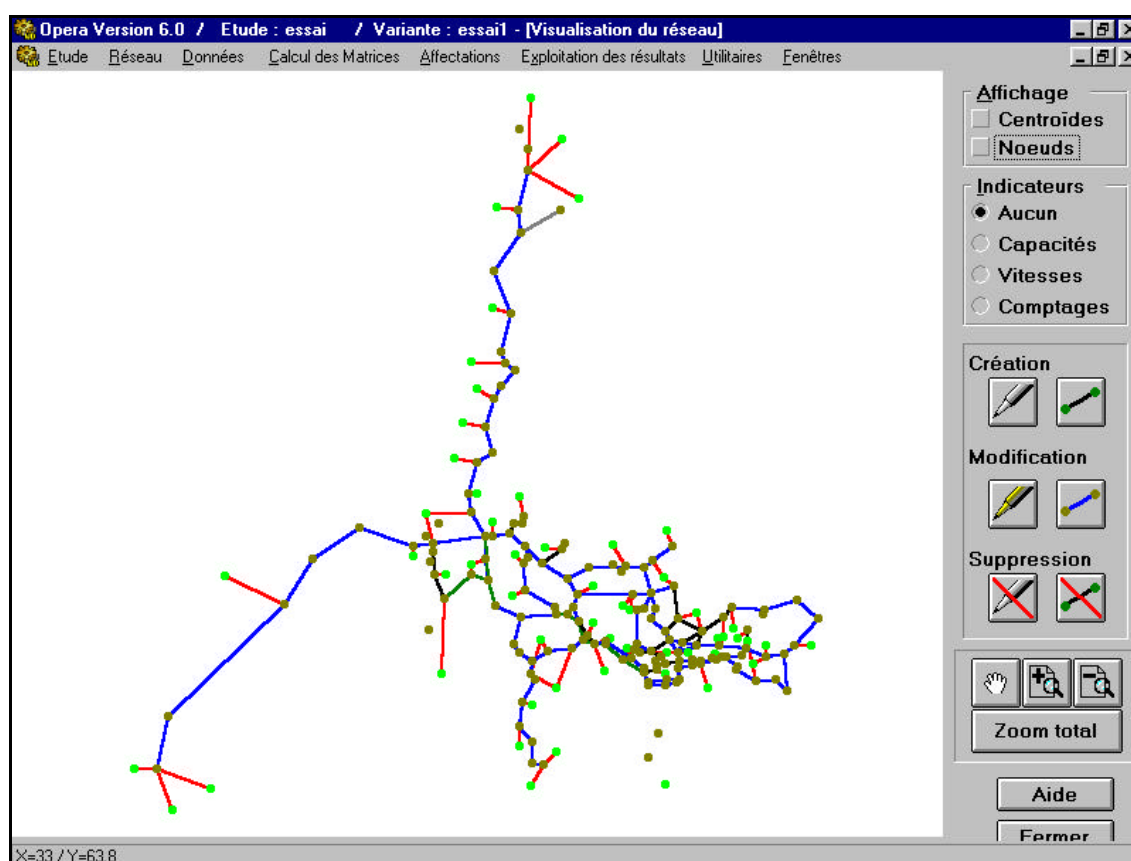 Opera Version 6.0 / Etude : essai / Variante : essai1 - [Visualisation du réseau]
Etude Réseau Données Calcul des Matrices Affectations Exploitation des résultats Utilitaires Fenêtres
Affichage
Centroïdes
Noeuds
Indicateurs
Aucun
Capacités
Vitesses
Comptages
Création
Modification
Suppression
Zoom total
Aide
Fermer
X=33 / Y=63.8